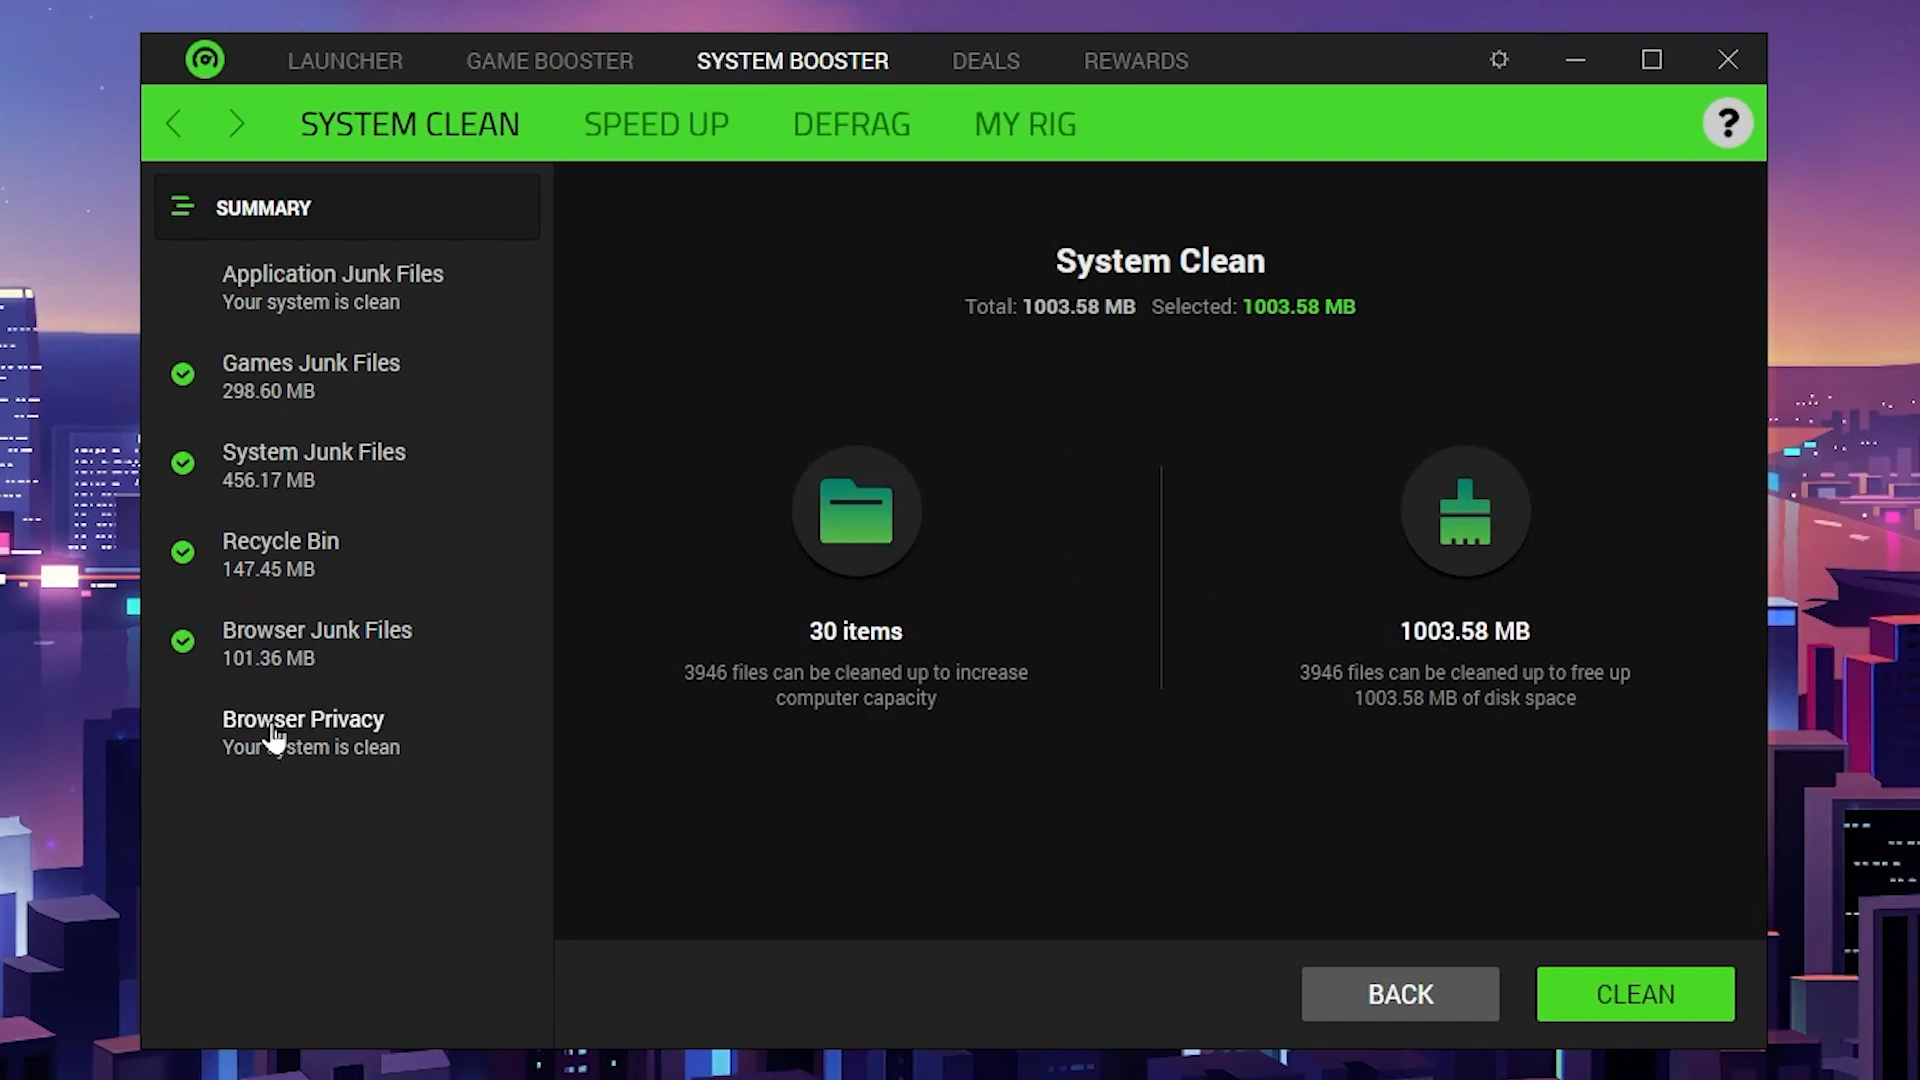 LAUNCHER GAME BOOSTER SYSTEM BOOSTER DEALS REWARDS
SYSTEM CLEAN SPEED UP DEFRAG MY RIG ?
SUMMARY
Application Junk Files
Your system is clean
Games Junk Files
298.60 MB
System Junk Files
456.17 MB
Recycle Bin
147.45 MB
Browser Junk Files
101.36 MB
Browser Privacy
Your system is clean
System Clean
Total: 1003.58 MB Selected: 1003.58 MB
30 items
3946 files can be cleaned up to increase
computer capacity
1003.58 MB
3946 files can be cleaned up to free up
1003.58 MB of disk space
BACK CLEAN